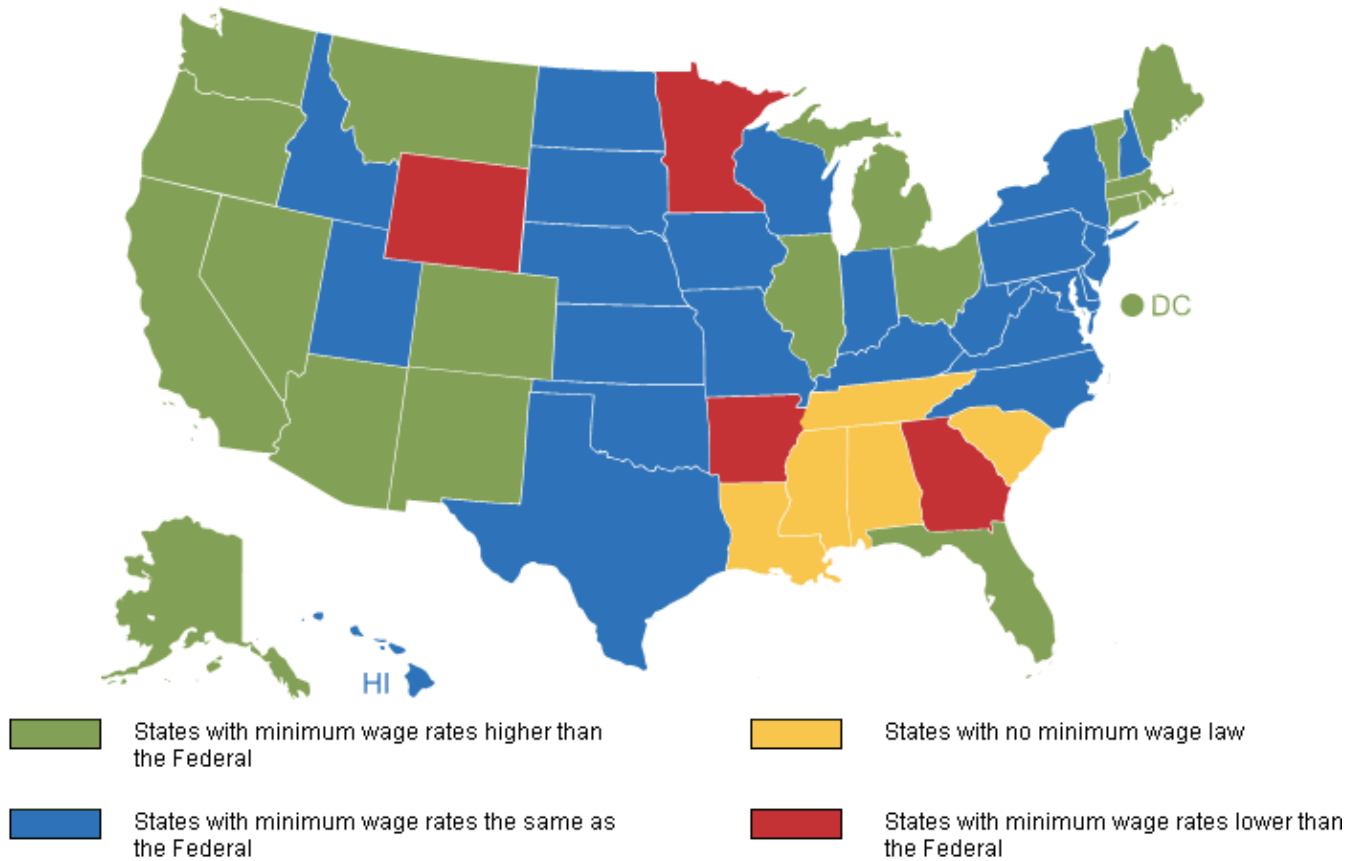 DC
HI
States with minimum wage rates higher than
the Federal
States with no minimum wage law
States with minimum wage rates the same as
the Federal
States with minimum wage rates lower than
the Federal